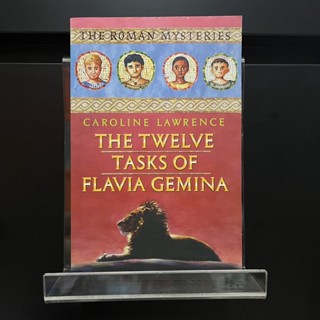 THE ROMAN MYSTERIES
CAROLINE LAWRENCE
THE TWELVE
TASKS OF
FLAVIA GEMINA